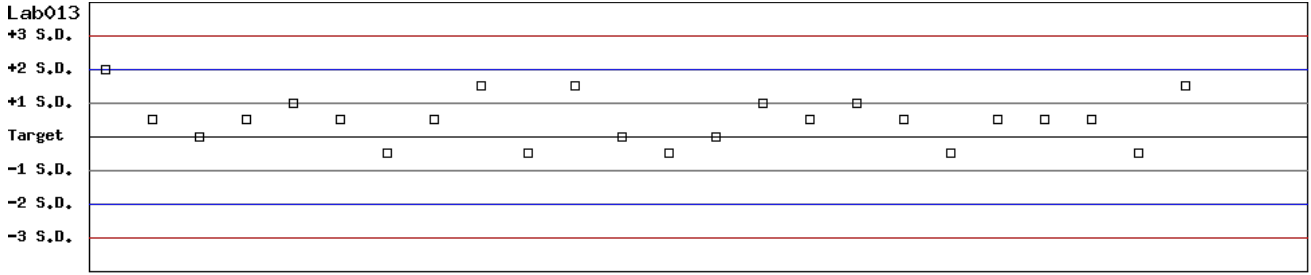 Lab013
+3 S.D.
+2 S.D.
+1 S.D.
Target
-1 S.D.
-2 S.D.
-3 S.D.